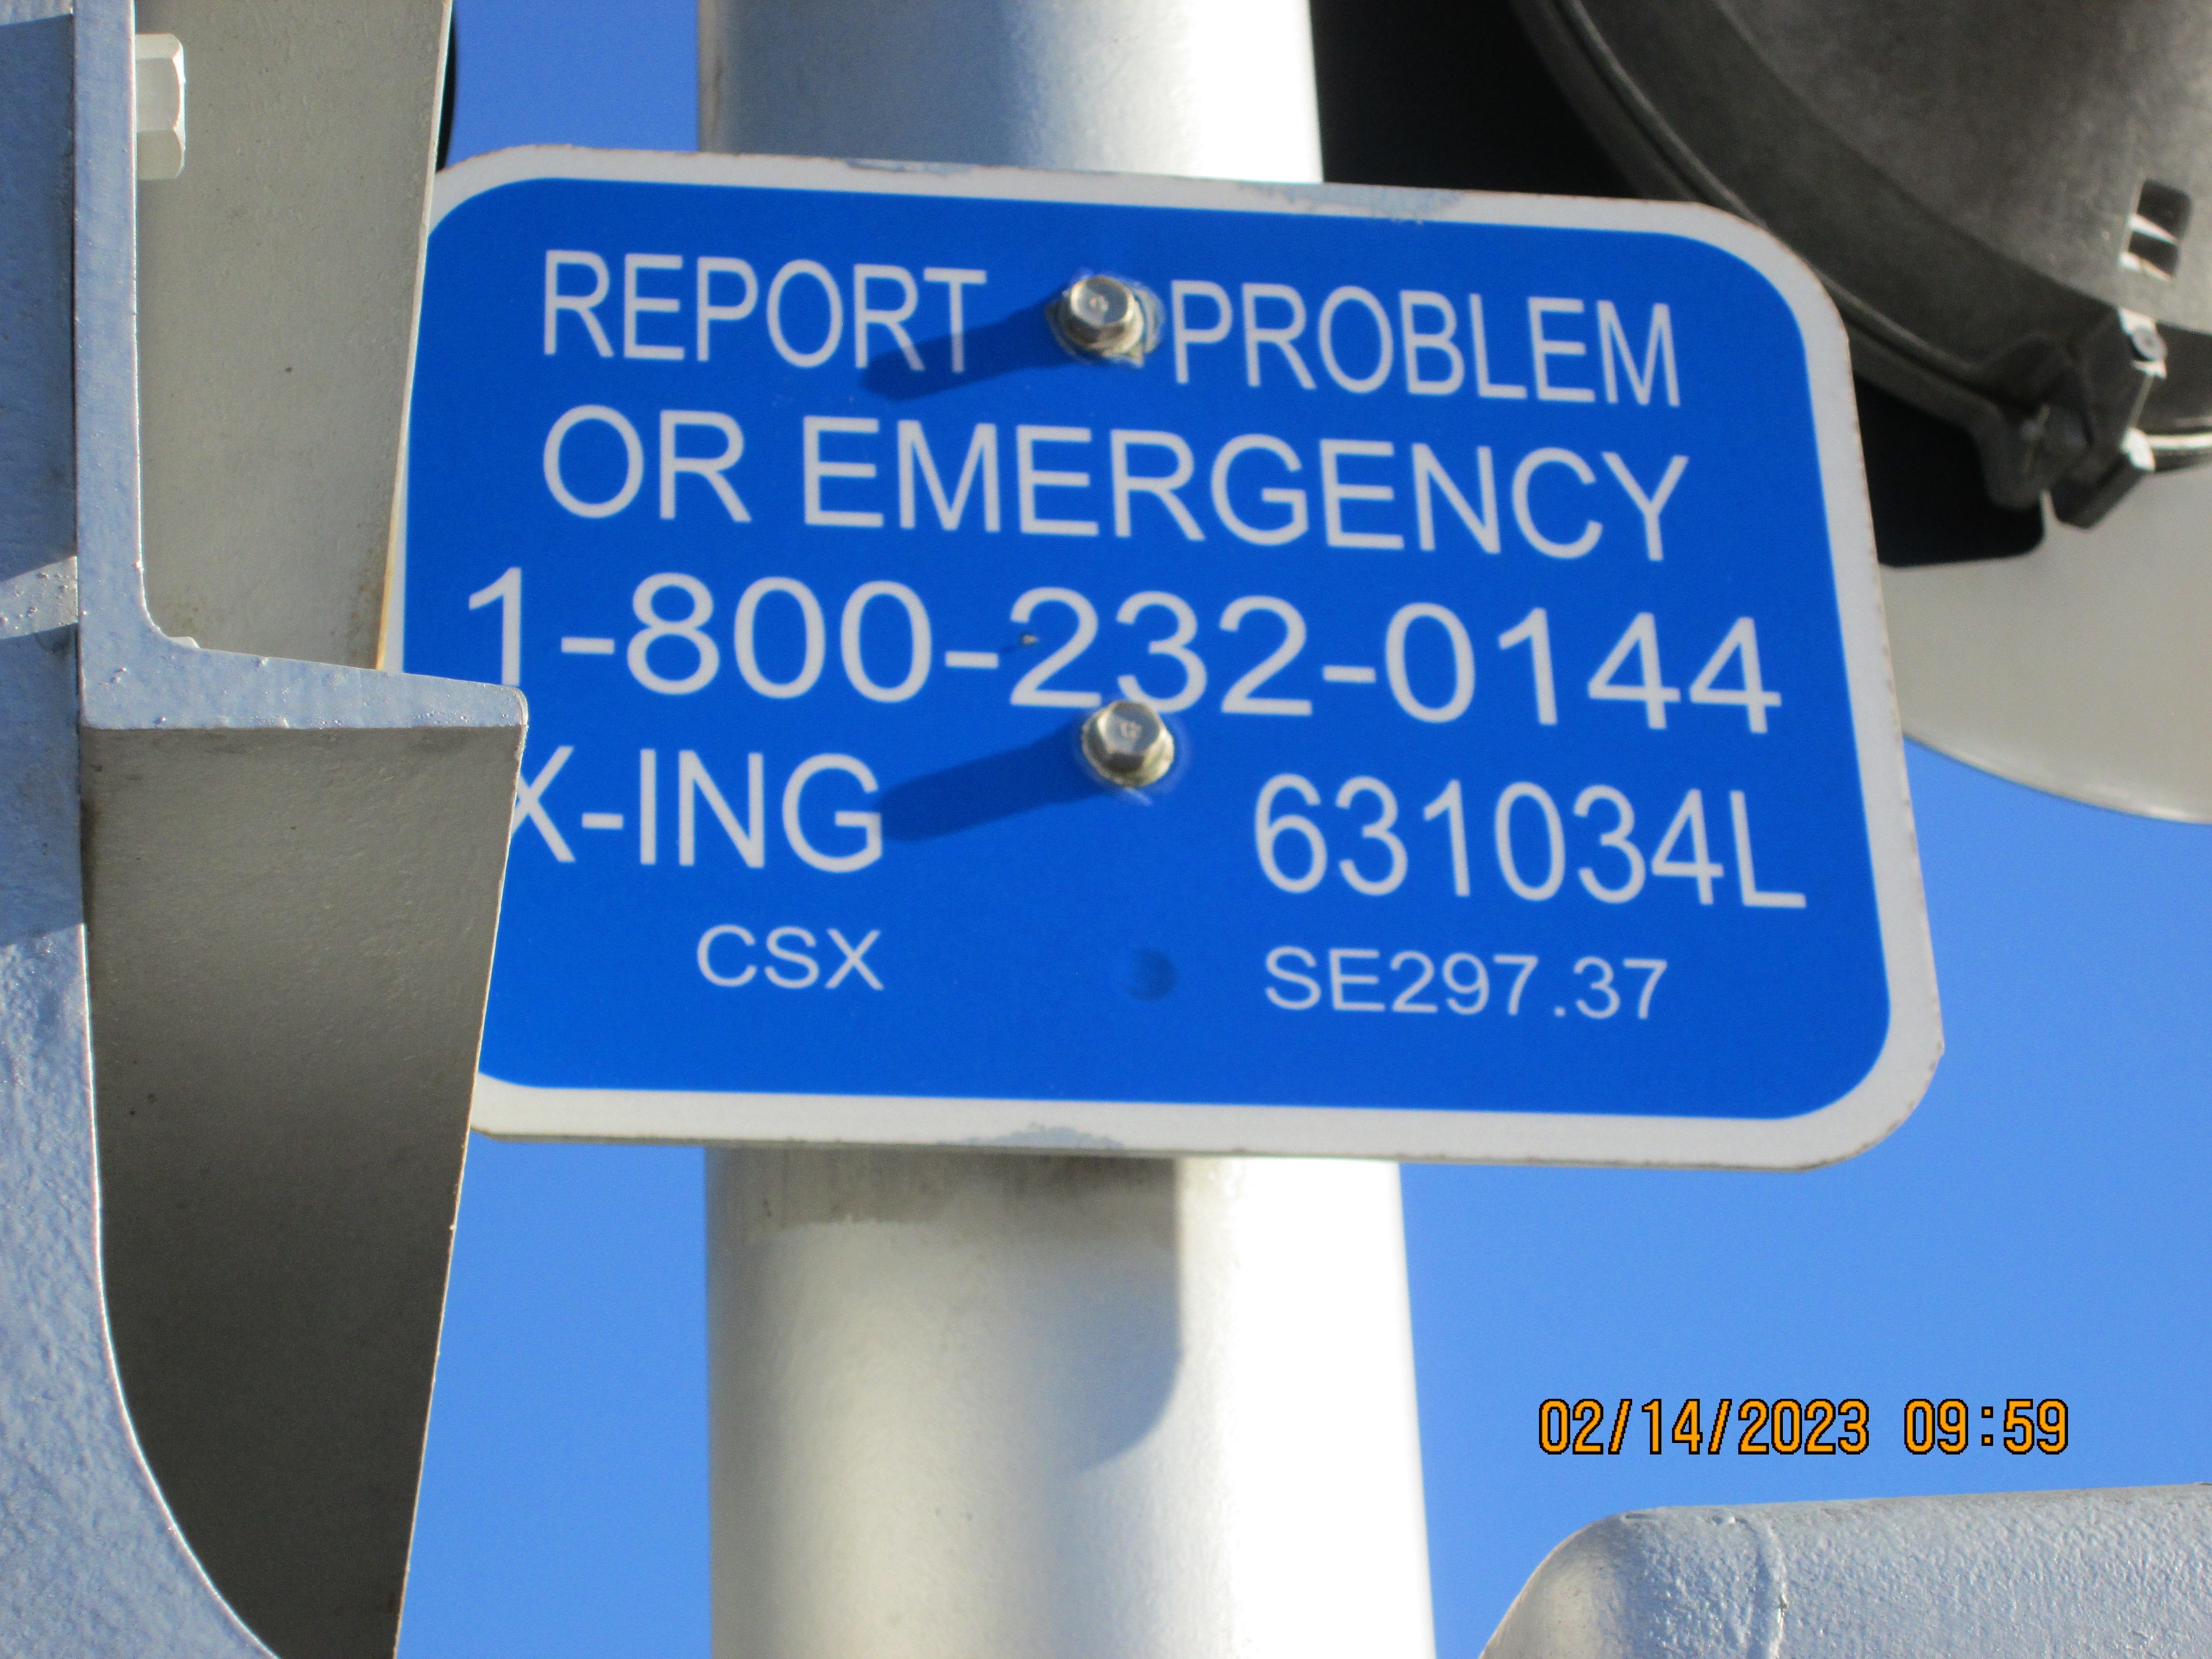 REPORT PROBLEM
OR EMERGENCY
1-800-232-0144
X-ING 631034L
CSX SE297.37
02/14/2023 09:59